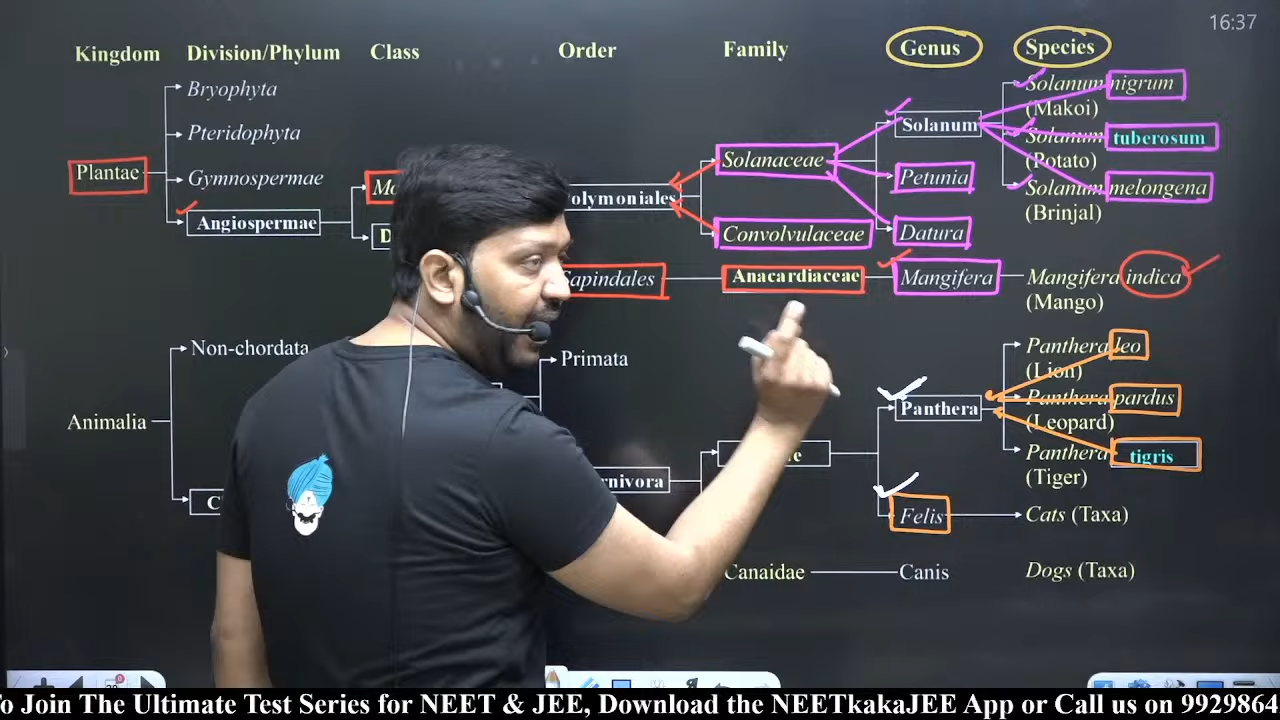 16:37
Kingdom Division/Phylum Class Order Family Genus Species
Bryophyta
Pteridophyta
Gymnospermae
Angiospermae
Plantae
Polymoniales
Sapindales
Solanaceae
Convolvulaceae
Anacardiaceae
Solanum
Petunia
Datura
Mangifera
Solanum nigrum
(Makoi)
Solanum tuberosum
(Potato)
Solanum melongena
(Brinjal)
Mangifera indica
(Mango)
Animalia
Non-chordata
Primata
Canaidae
Panthera
Felis
Canis
Panthera leo
(Lion)
Panthera pardus
(Leopard)
Panthera tigris
(Tiger)
Cats (Taxa)
Dogs (Taxa)
To Join The Ultimate Test Series for NEET & JEE, Download the NEETkakaJEE App or Call us on 9929864